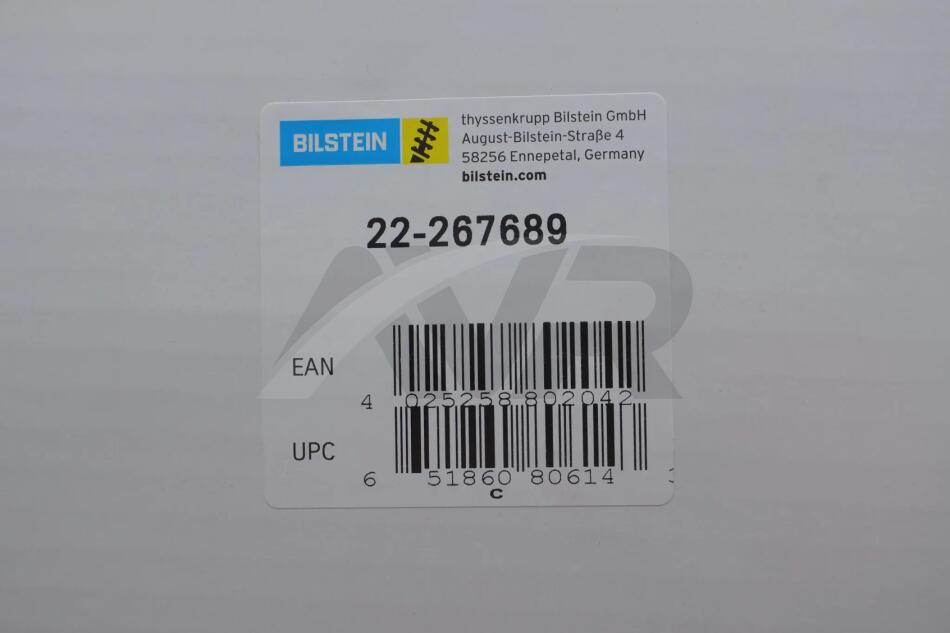 BILSTEIN
thyssenkrupp Bilstein GmbH
August-Bilstein-Straße 4
58256 Ennepetal, Germany
bilstein.com
22-267689
AVR
EAN
4 025258 802042
UPC
6 51860 80614
C